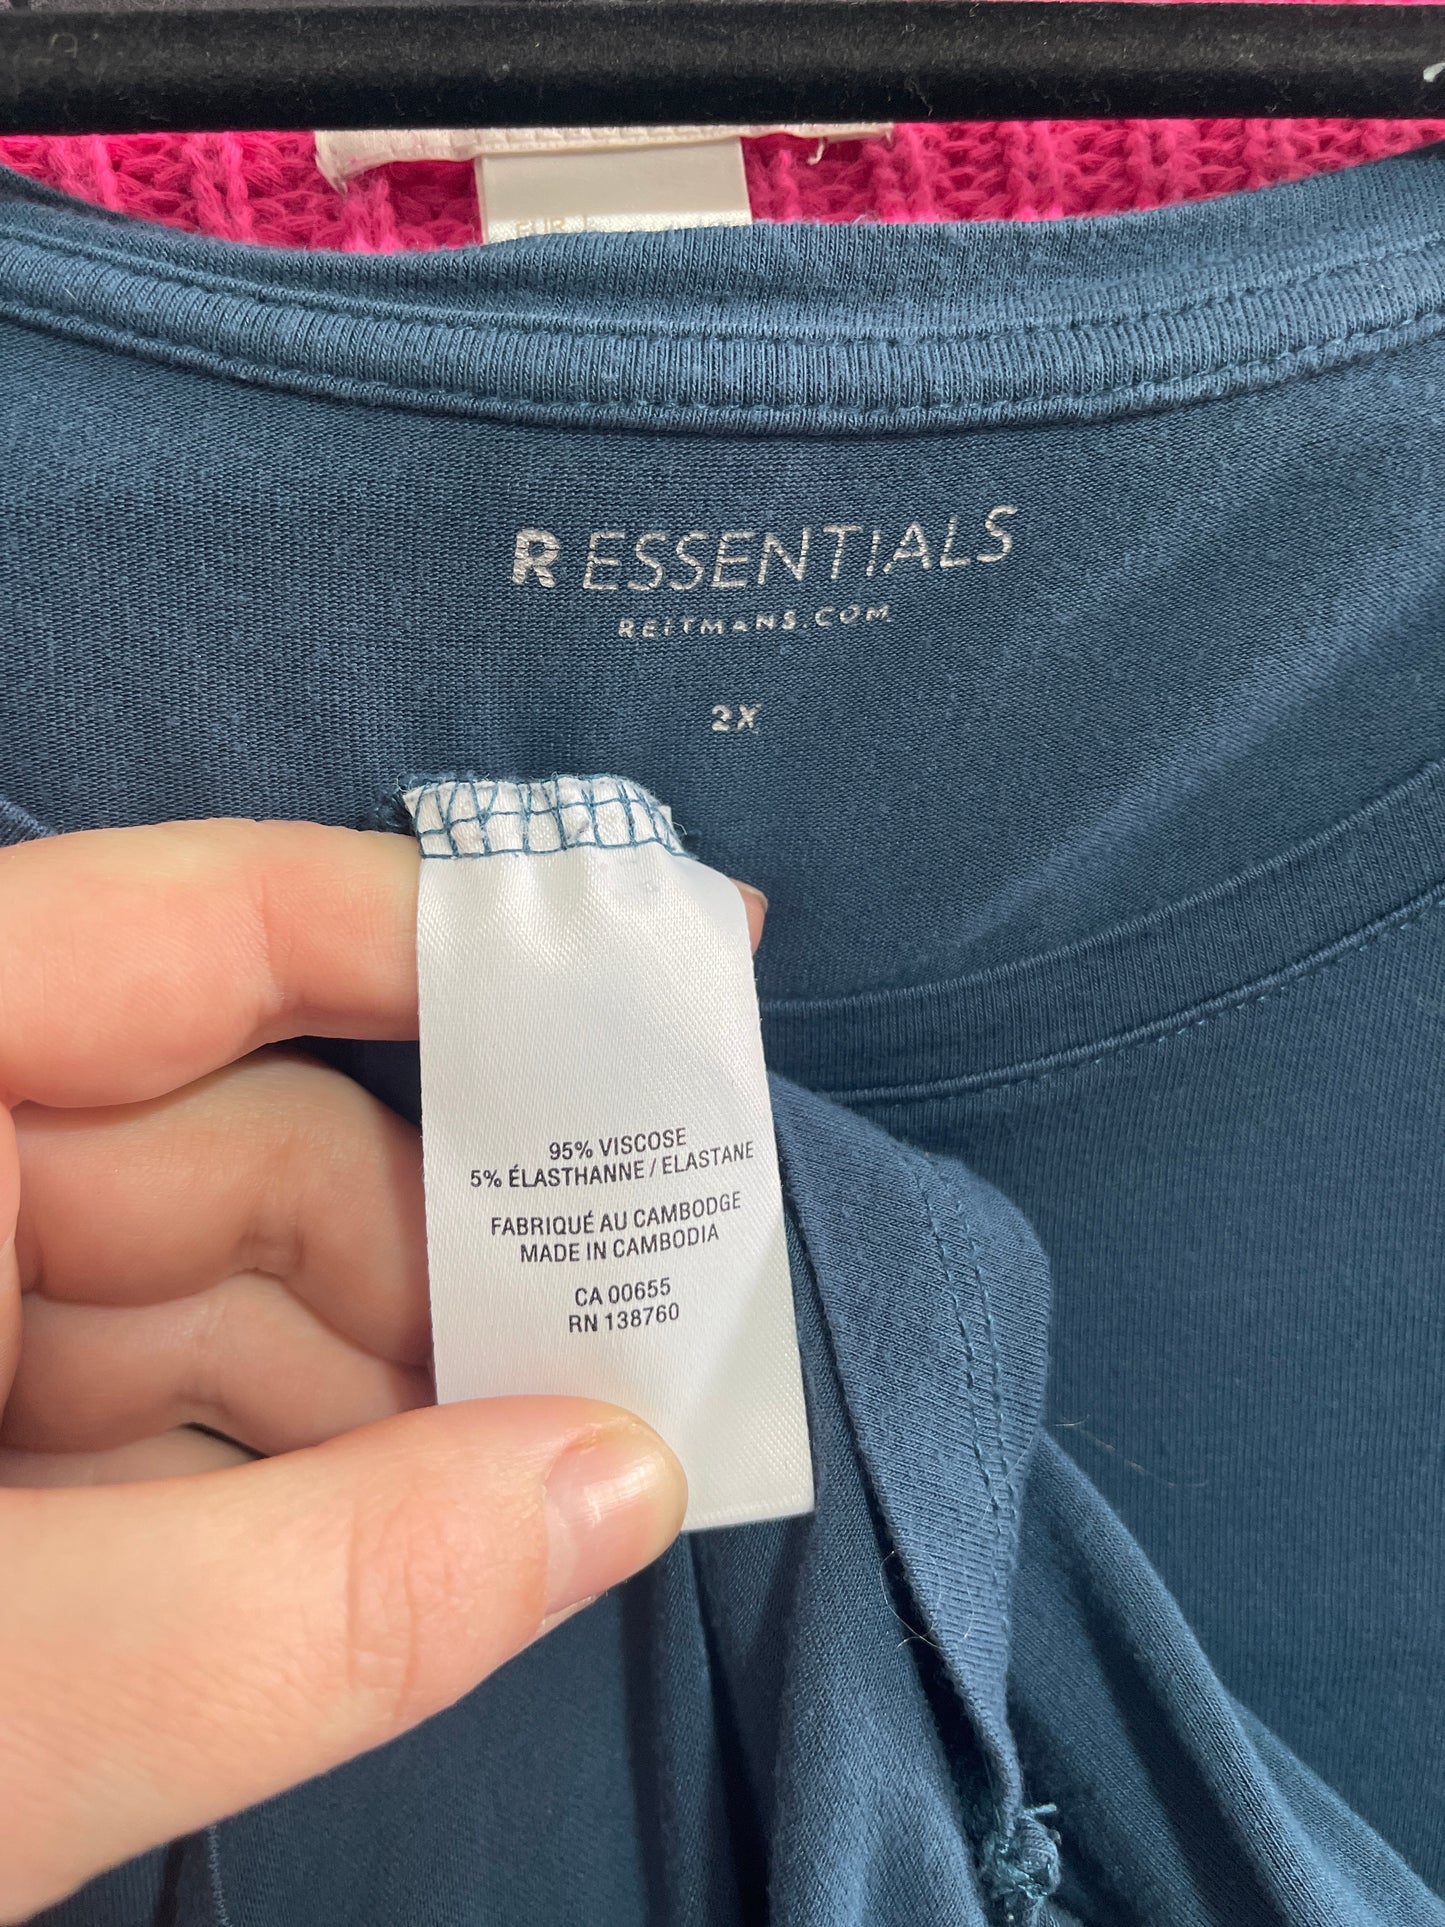 EUR
R ESSENTIALS
REITMANS.COM
2X
95% VISCOSE
5% ÉLASTHANNE / ELASTANE
FABRIQUÉ AU CAMBODGE
MADE IN CAMBODIA
CA 00655
RN 138760